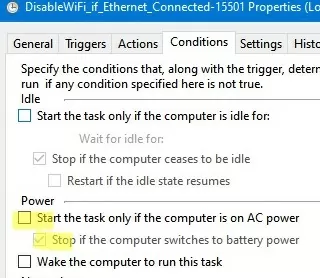 DisableWiFi_if_Ethernet_Connected-15501 Properties (Lo
General Triggers Actions Conditions Settings Histo
Specify the conditions that, along with the trigger, deter
run if any condition specified here is not true.
Idle
Start the task only if the computer is idle for:
Wait for idle for:
Stop if the computer ceases to be idle
Restart if the idle state resumes
Power
Start the task only if the computer is on AC power
Stop if the computer switches to battery power
Wake the computer to run this task